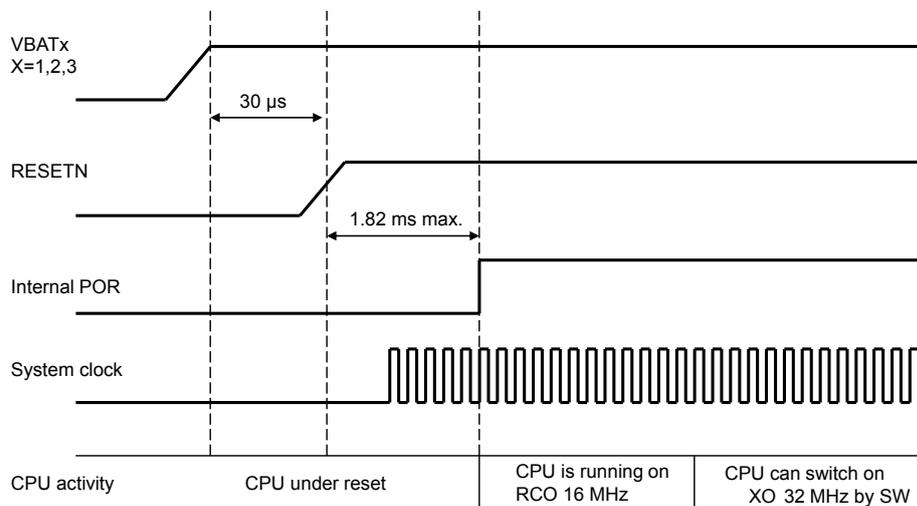 VBATx
X=1,2,3
30 µs
RESETN
1.82 ms max.
Internal POR
System clock
CPU activity
CPU under reset
CPU is running on
RCO 16 MHz
CPU can switch on
XO 32 MHz by SW